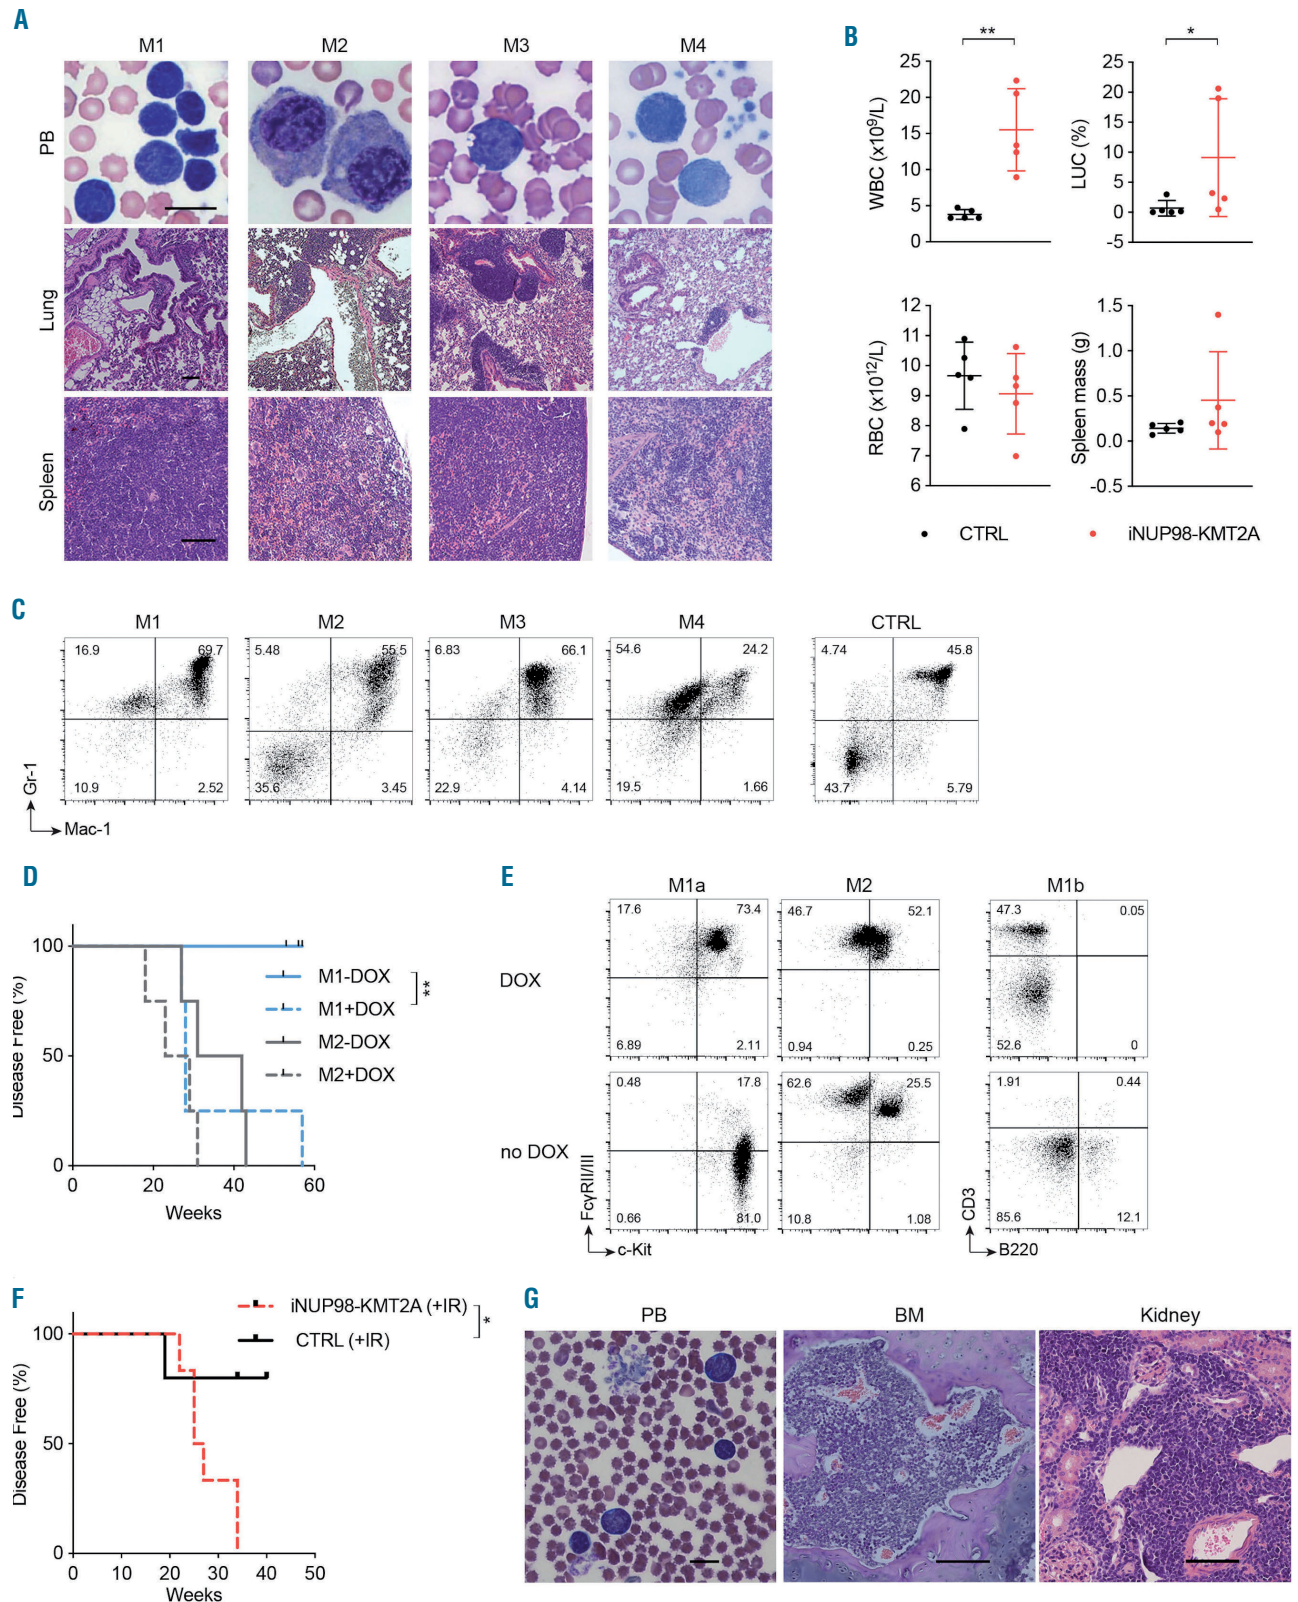 A
M1 M2 M3 M4
PB
Lung
Spleen
B
**
WBC (x10⁹/L)
25
20
15
10
5
0
*
LUC (%)
25
20
15
10
5
0
-5
RBC (x10¹²/L)
12
11
10
9
8
7
6
Spleen mass (g)
1.5
1.0
0.5
0.0
-0.5
CTRL iNUP98-KMT2A
C
M1 M2 M3 M4 CTRL
16.9 69.7 5.48 55.5 6.83 66.1 54.6 24.2 4.74 45.8
10.9 2.52 35.6 3.45 22.9 4.14 19.5 1.66 43.7 5.79
Gr-1
Mac-1
D
Disease Free (%)
100
50
0
0 20 40 60
Weeks
M1-DOX
M1+DOX
M2-DOX
M2+DOX
**
E
M1a M2 M1b
DOX
17.6 73.4 46.7 52.1 47.3 0.05
6.89 2.11 0.94 0.25 52.6 0
no DOX
0.48 17.8 62.6 25.5 1.91 0.44
0.66 81.0 10.8 1.08 85.6 12.1
FcγRII/III
c-Kit
CD3
B220
F
iNUP98-KMT2A (+IR)
CTRL (+IR)
*
Disease Free (%)
100
50
0
0 10 20 30 40 50
Weeks
G
PB BM Kidney